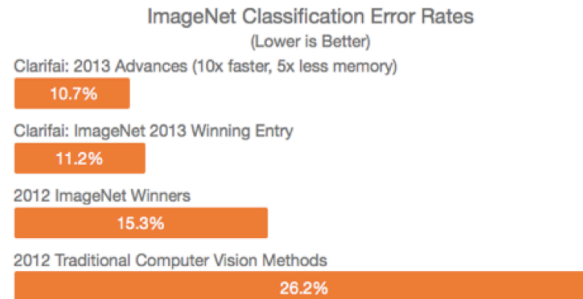 ImageNet Classification Error Rates
(Lower is Better)
Clarifai: 2013 Advances (10x faster, 5x less memory)
10.7%
Clarifai: ImageNet 2013 Winning Entry
11.2%
2012 ImageNet Winners
15.3%
2012 Traditional Computer Vision Methods
26.2%